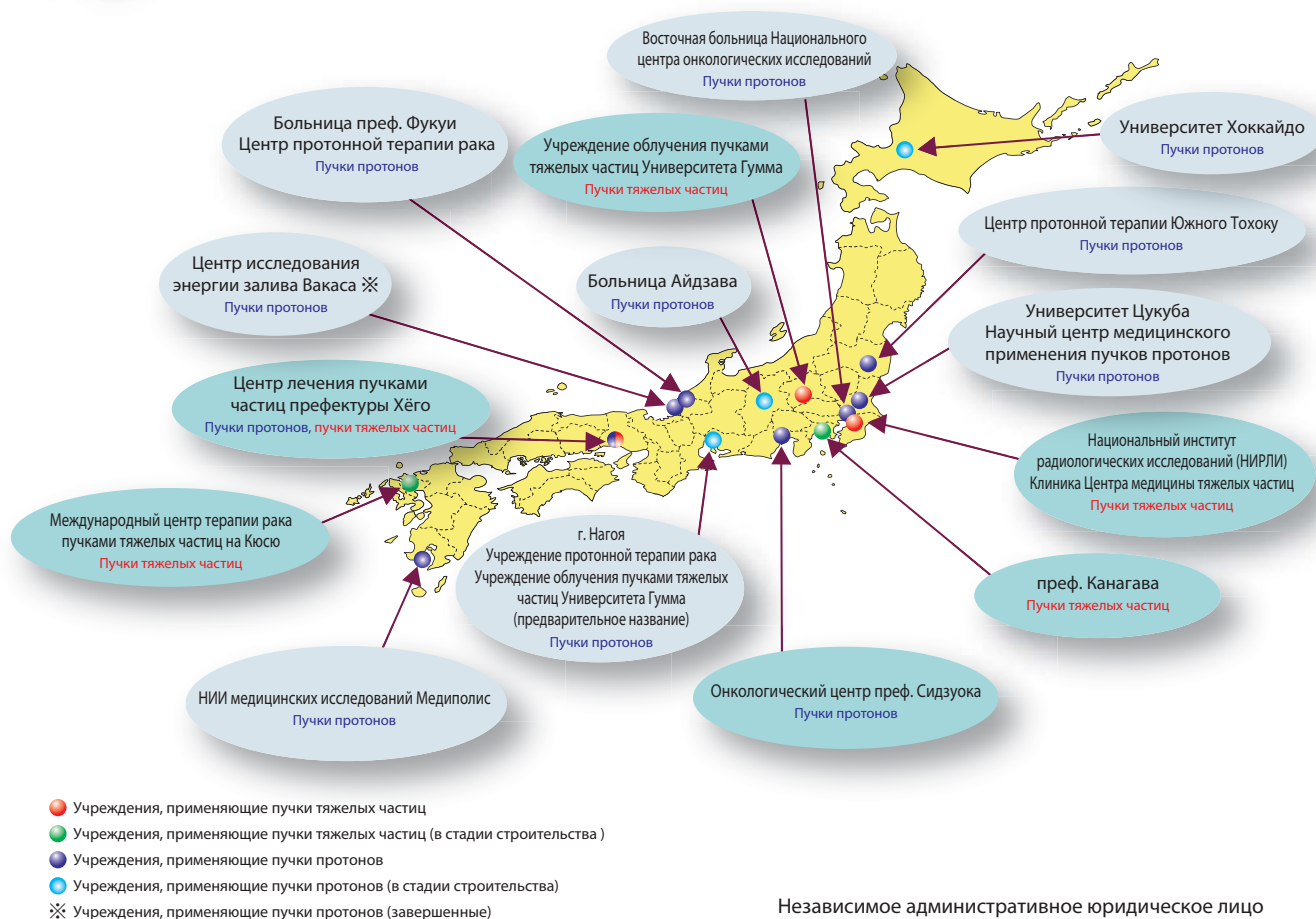 Восточная больница Национального
центра онкологических исследований
Пучки протонов
Больница преф. Фукуи
Центр протонной терапии рака
Пучки протонов
Учреждение облучения пучками
тяжелых частиц Университета Гумма
Пучки тяжелых частиц
Университет Хоккайдо
Пучки протонов
Центр протонной терапии Южного Тохоку
Пучки протонов
Центр исследования
энергии залива Вакаса ※
Пучки протонов
Больница Айдзава
Пучки протонов
Университет Цукуба
Научный центр медицинского
применения пучков протонов
Пучки протонов
Центр лечения пучками
частиц префектуры Хёго
Пучки протонов, пучки тяжелых частиц
Национальный институт
радиологических исследований (НИРЛИ)
Клиника Центра медицины тяжелых частиц
Пучки тяжелых частиц
Международный центр терапии рака
пучками тяжелых частиц на Кюсю
Пучки тяжелых частиц
г. Нагоя
Учреждение протонной терапии рака
Учреждение облучения пучками тяжелых
частиц Университета Гумма
(предварительное название)
Пучки протонов
преф. Канагава
Пучки тяжелых частиц
НИИ медицинских исследований Медиполис
Пучки протонов
Онкологический центр преф. Сидзуока
Пучки протонов
Учреждения, применяющие пучки тяжелых частиц
Учреждения, применяющие пучки тяжелых частиц (в стадии строительства )
Учреждения, применяющие пучки протонов
Учреждения, применяющие пучки протонов (в стадии строительства)
※ Учреждения, применяющие пучки протонов (завершенные)
Независимое административное юридическое лицо